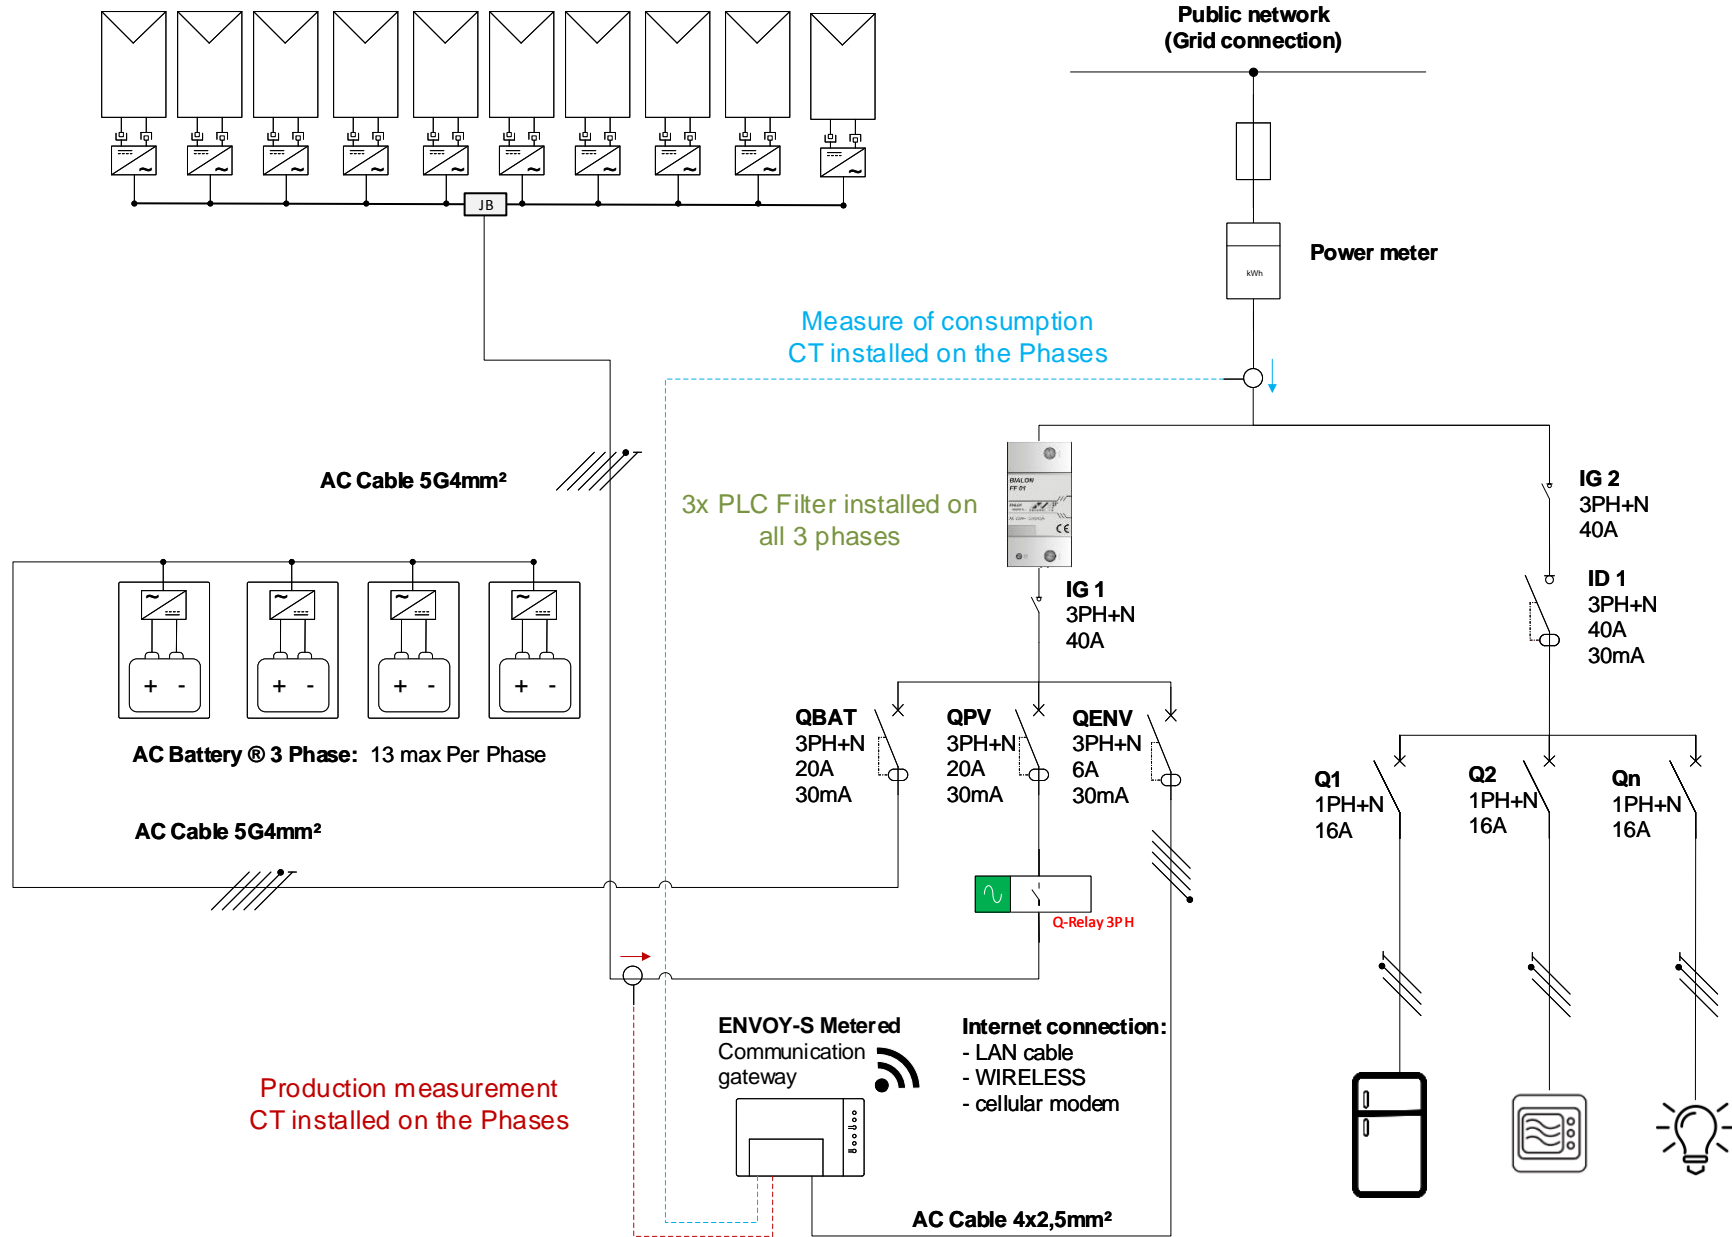 Public network
(Grid connection)
JB
kWh
Power meter
Measure of consumption
CT installed on the Phases
AC Cable 5G4mm²
3x PLC Filter installed on
all 3 phases
BIALON
FF 01
CE
IG 2
3PH+N
40A
IG 1
3PH+N
40A
ID 1
3PH+N
40A
30mA
+ -
+ -
+ -
+ -
AC Battery ® 3 Phase: 13 max Per Phase
QBAT
3PH+N
20A
30mA
QPV
3PH+N
20A
30mA
QENV
3PH+N
6A
30mA
Q1
1PH+N
16A
Q2
1PH+N
16A
Qn
1PH+N
16A
AC Cable 5G4mm²
Q-Relay 3PH
ENVOY-S Metered
Communication
gateway
Internet connection:
- LAN cable
- WIRELESS
- cellular modem
Production measurement
CT installed on the Phases
AC Cable 4x2,5mm²